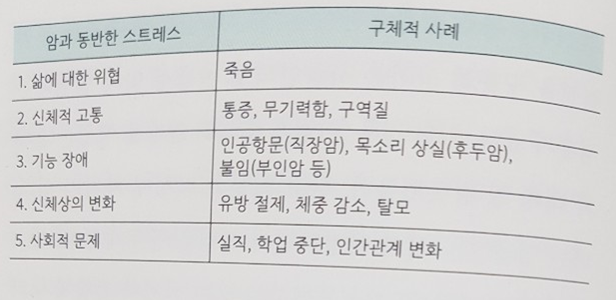 암과 동반한 스트레스 구체적 사례
1. 삶에 대한 위협 죽음
2. 신체적 고통 통증, 무기력함, 구역질
3. 기능 장애 인공항문(직장암), 목소리 상실(후두암),
불임(부인암 등)
4. 신체상의 변화 유방 절제, 체중 감소, 탈모
5. 사회적 문제 실직, 학업 중단, 인간관계 변화